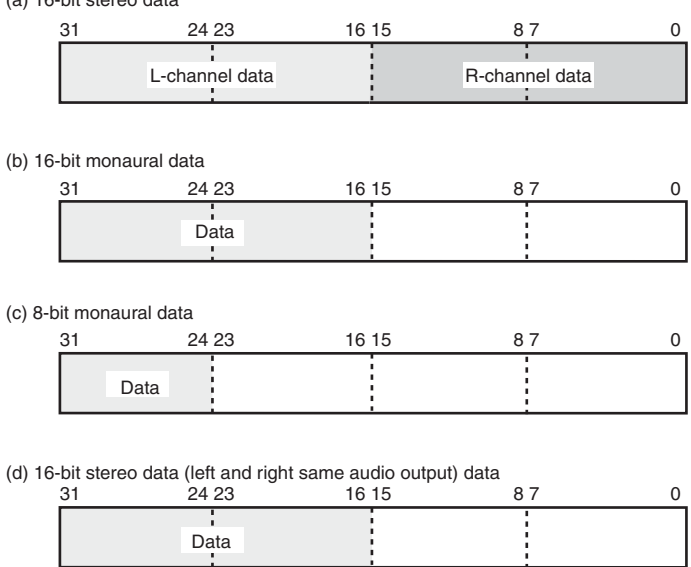 (a) 16-bit stereo data
31 24 23 16 15 8 7 0
L-channel data R-channel data
(b) 16-bit monaural data
31 24 23 16 15 8 7 0
Data
(c) 8-bit monaural data
31 24 23 16 15 8 7 0
Data
(d) 16-bit stereo data (left and right same audio output) data
31 24 23 16 15 8 7 0
Data